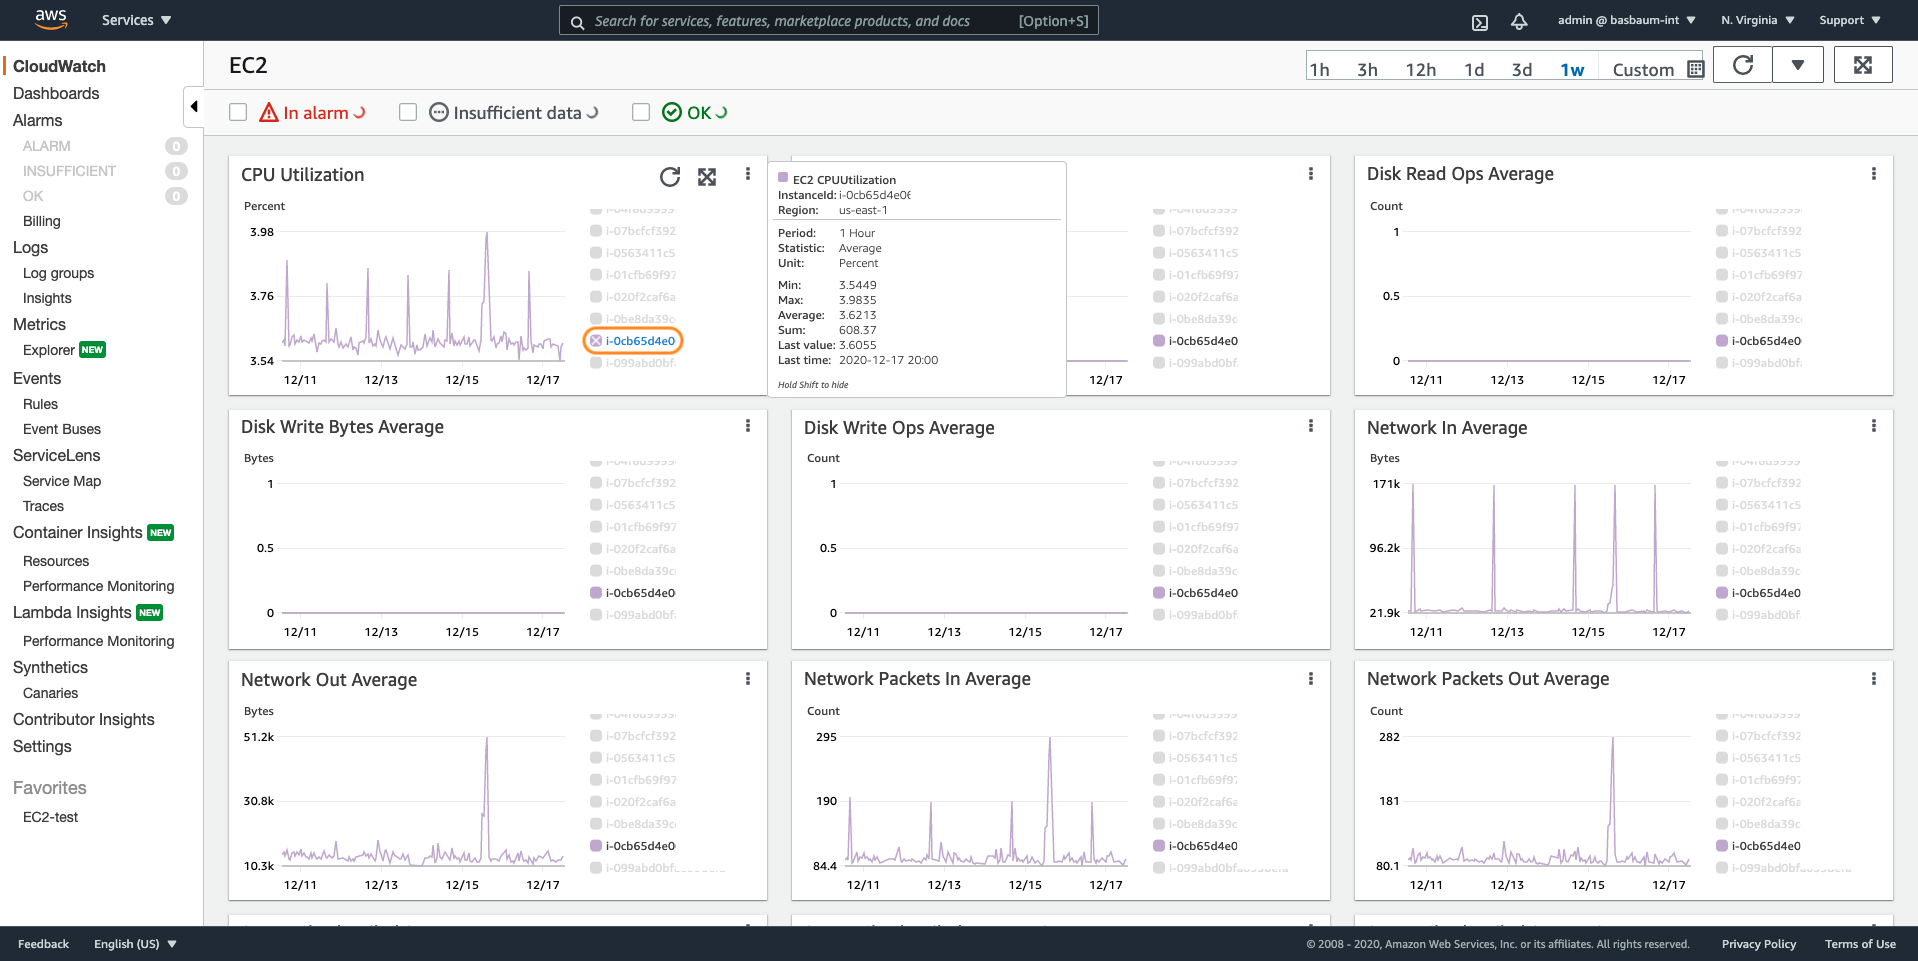 aws
Services
Search for services, features, marketplace products, and docs [Option+S]
admin @ basbaum-int
N. Virginia
Support
CloudWatch
Dashboards
Alarms
ALARM 0
INSUFFICIENT 0
OK 0
Billing
Logs
Log groups
Insights
Metrics
Explorer NEW
Events
Rules
Event Buses
ServiceLens
Service Map
Traces
Container Insights NEW
Resources
Performance Monitoring
Lambda Insights NEW
Performance Monitoring
Synthetics
Canaries
Contributor Insights
Settings
Favorites
EC2-test
EC2
1h 3h 12h 1d 3d 1w Custom
In alarm
Insufficient data
OK
CPU Utilization
Percent
3.98
3.76
3.54
12/11 12/13 12/15 12/17
i-07bcfcf392
i-0563411c5
i-01cfb69f97
i-020f2caf6a
i-0be8da39c
i-0cb65d4e0
i-099abd0bf
EC2 CPUUtilization
InstanceId: i-0cb65d4e06
Region: us-east-1
Period: 1 Hour
Statistic: Average
Unit: Percent
Min: 3.5449
Max: 3.9835
Average: 3.6213
Sum: 608.37
Last value: 3.6055
Last time: 2020-12-17 20:00
Hold Shift to hide
12/17
i-07bcfcf392
i-0563411c5
i-01cfb69f97
i-020f2caf6a
i-0be8da39c
i-0cb65d4e0
i-099abd0bf
Disk Read Ops Average
Count
1
0.5
0
12/11 12/13 12/15 12/17
i-07bcfcf392
i-0563411c5
i-01cfb69f97
i-020f2caf6a
i-0be8da39c
i-0cb65d4e0
i-099abd0bf
Disk Write Bytes Average
Bytes
1
0.5
0
12/11 12/13 12/15 12/17
i-07bcfcf392
i-0563411c5
i-01cfb69f97
i-020f2caf6a
i-0be8da39c
i-0cb65d4e0
i-099abd0bf
Disk Write Ops Average
Count
1
0.5
0
12/11 12/13 12/15 12/17
i-07bcfcf392
i-0563411c5
i-01cfb69f97
i-020f2caf6a
i-0be8da39c
i-0cb65d4e0
i-099abd0bf
Network In Average
Bytes
171k
96.2k
21.9k
12/11 12/13 12/15 12/17
i-07bcfcf392
i-0563411c5
i-01cfb69f97
i-020f2caf6a
i-0be8da39c
i-0cb65d4e0
i-099abd0bf
Network Out Average
Bytes
51.2k
30.8k
10.3k
12/11 12/13 12/15 12/17
i-07bcfcf392
i-0563411c5
i-01cfb69f97
i-020f2caf6a
i-0be8da39c
i-0cb65d4e0
i-099abd0bf
Network Packets In Average
Count
295
190
84.4
12/11 12/13 12/15 12/17
i-07bcfcf392
i-0563411c5
i-01cfb69f97
i-020f2caf6a
i-0be8da39c
i-0cb65d4e0
i-099abd0bf
Network Packets Out Average
Count
282
181
80.1
12/11 12/13 12/15 12/17
i-07bcfcf392
i-0563411c5
i-01cfb69f97
i-020f2caf6a
i-0be8da39c
i-0cb65d4e0
i-099abd0bf
Feedback
English (US)
© 2008 - 2020, Amazon Web Services, Inc. or its affiliates. All rights reserved.
Privacy Policy
Terms of Use